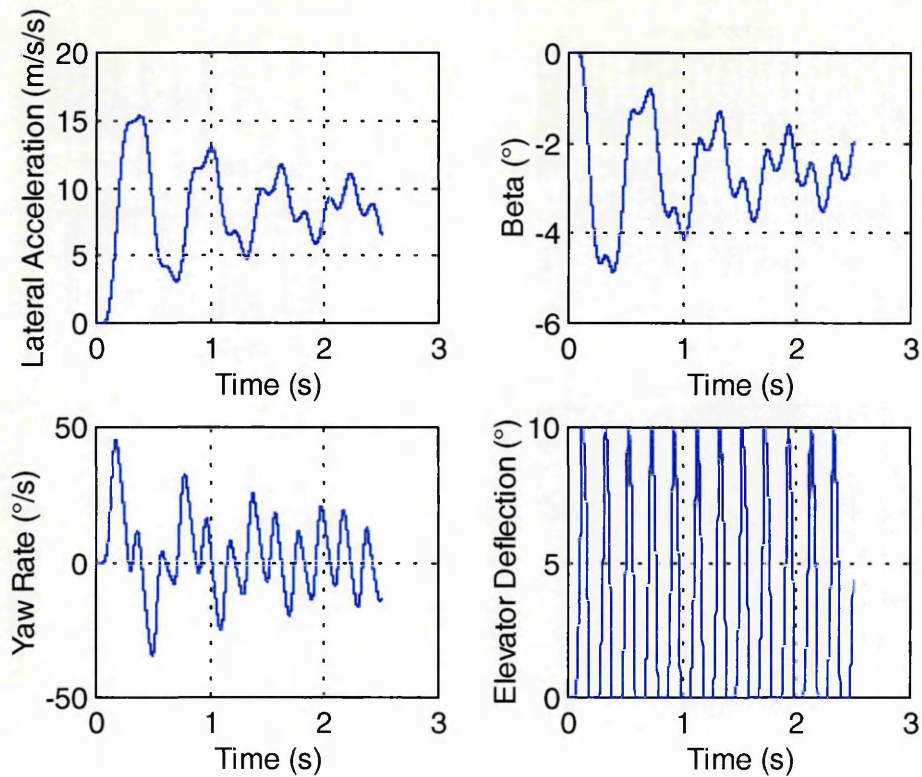 Lateral Acceleration (m/s/s)
20
15
10
5
0
0 1 2 3
Time (s)
Beta (°)
0
-2
-4
-6
0 1 2 3
Time (s)
Yaw Rate (°/s)
50
0
-50
0 1 2 3
Time (s)
Elevator Deflection (°)
10
5
0
0 1 2 3
Time (s)